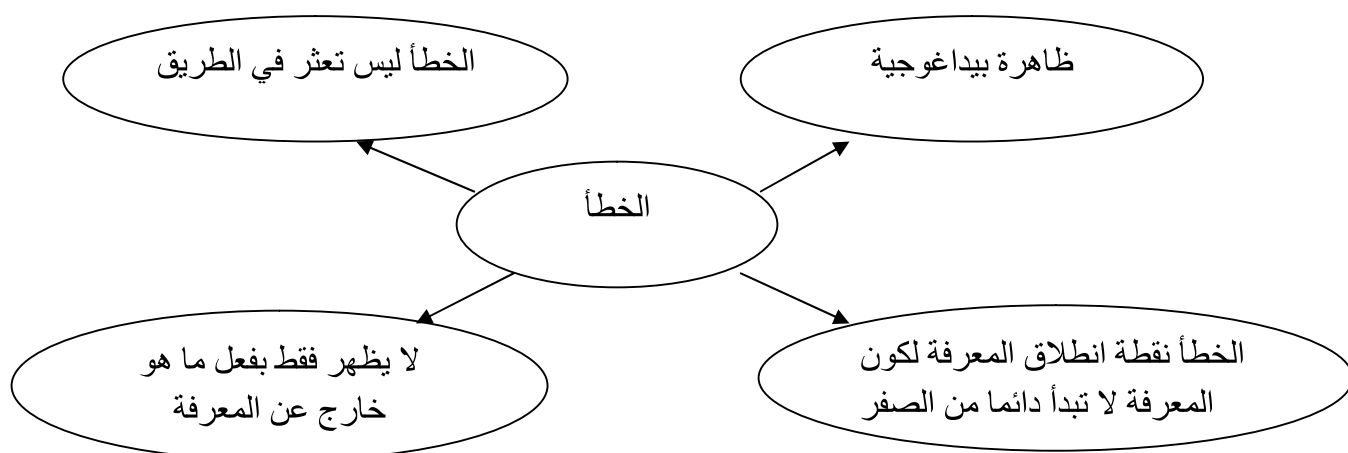 ظاهرة بيداغوجية
الخطأ ليس تعثر في الطريق
الخطأ
الخطأ نقطة انطلاق المعرفة لكون
المعرفة لا تبدأ دائما من الصفر
لا يظهر فقط بفعل ما هو
خارج عن المعرفة